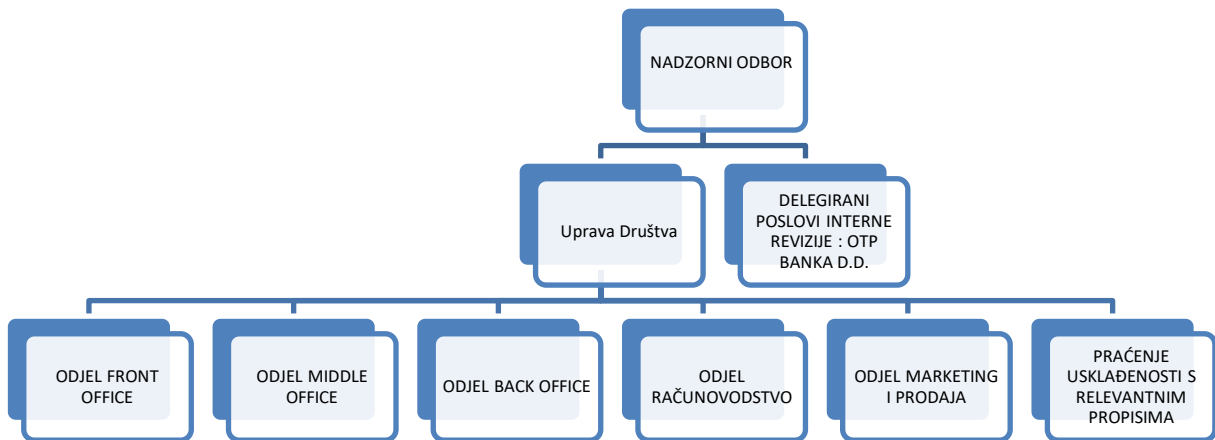 NADZORNI ODBOR
Uprava Društva
DELEGIRANI
POSLOVI INTERNE
REVIZIJE : OTP
BANKA D.D.
ODJEL FRONT
OFFICE
ODJEL MIDDLE
OFFICE
ODJEL BACK OFFICE
ODJEL
RAČUNOVODSTVO
ODJEL MARKETING
I PRODAJA
PRAĆENJE
USKLAĐENOSTI S
RELEVANTNIM
PROPISIMA